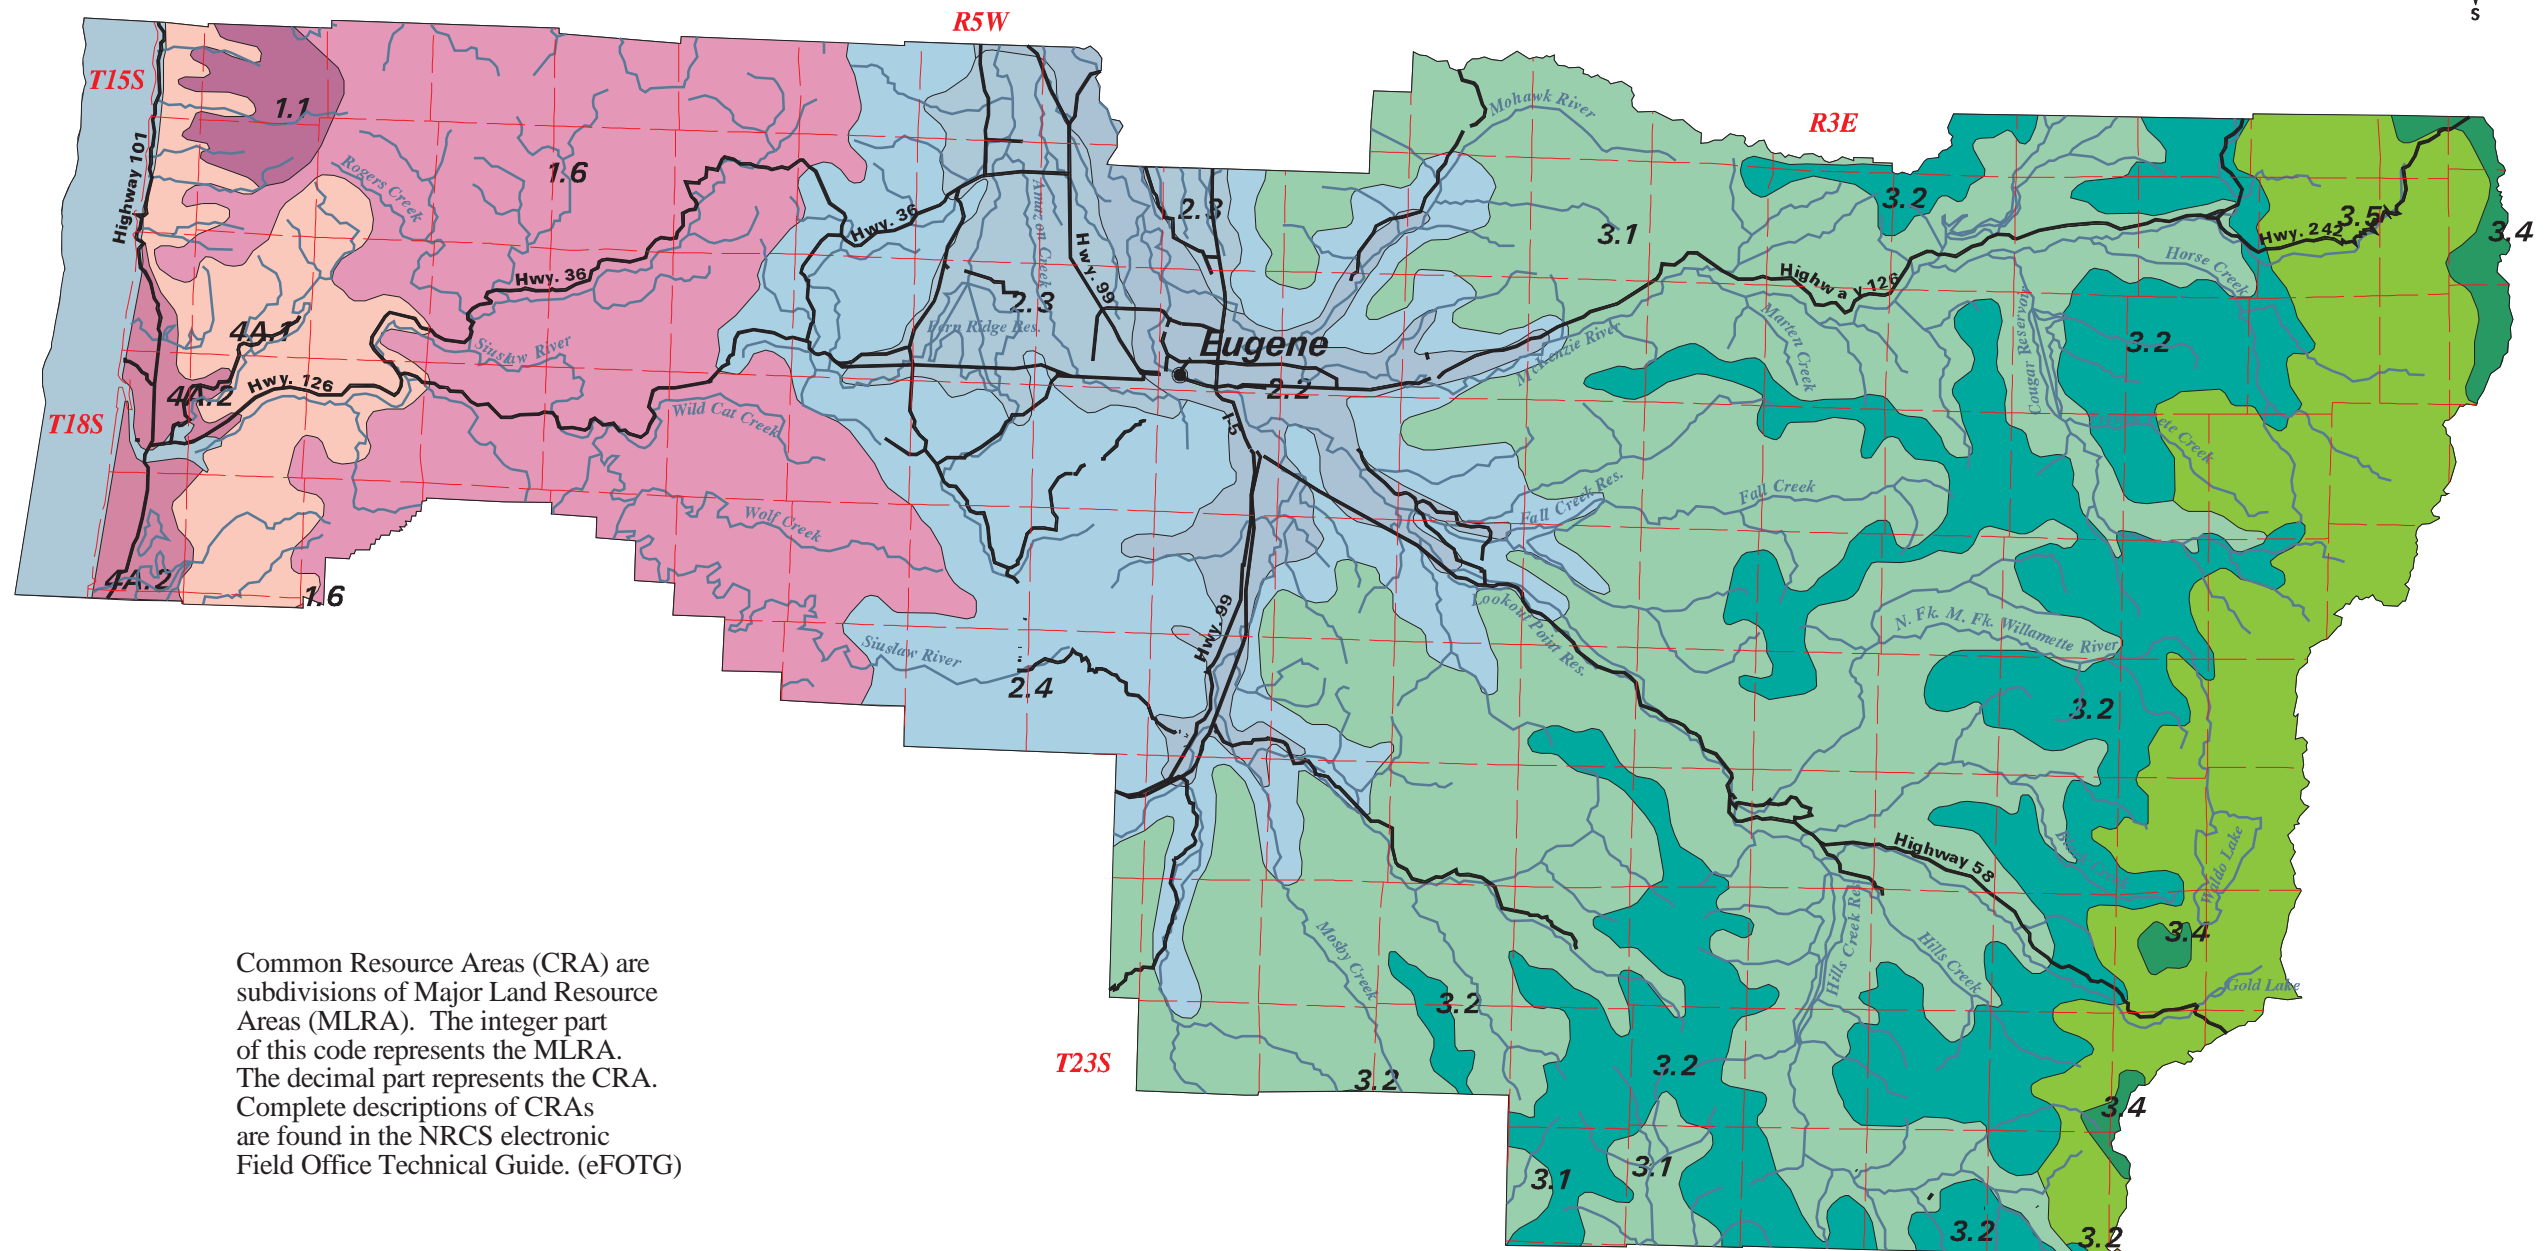 S
R5W
T15S
1.1
Highway 101
Rogers Creek
1.6
Hwy. 36
Hwy. 36
Amazon Creek
Hwy. 99
2.3
2.3
Fern Ridge Res.
Mohawk River
R3E
3.1
3.2
Highway 126
Hwy. 242
3.5
3.4
Horse Creek
4A.1
Siuslaw River
Hwy. 126
4A.2
T18S
Eugene
2.2
I-5
McKenzie River
Marten Creek
Cougar Reservoir
3.2
Wild Cat Creek
Wolf Creek
Fall Creek Res.
Fall Creek
4A.2
1.6
Siuslaw River
2.4
Hwy. 99
Lookout Point Res.
N. Fk. M. Fk. Willamette River
3.2
Highway 58
Waldo Lake
Hills Creek Res.
Hills Creek
3.4
Gold Lake
Mosby Creek
3.2
T23S
3.2
3.2
3.4
3.1
3.1
3.2
3.2
Common Resource Areas (CRA) are
subdivisions of Major Land Resource
Areas (MLRA).  The integer part
of this code represents the MLRA.
The decimal part represents the CRA.
Complete descriptions of CRAs
are found in the NRCS electronic
Field Office Technical Guide. (eFOTG)